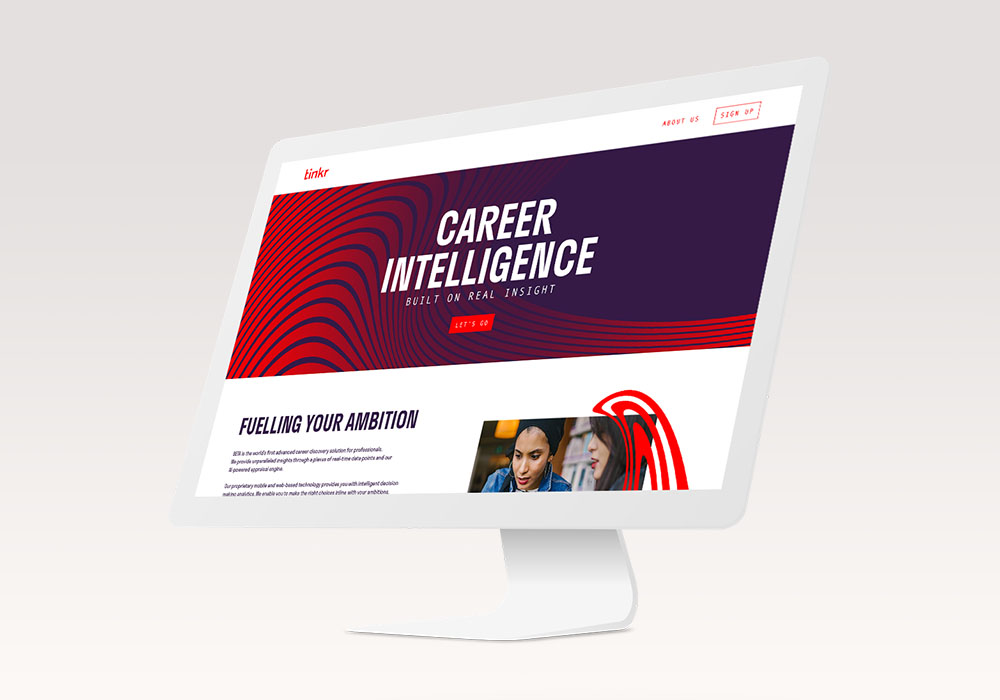 tinkr
ABOUT US
SIGN UP
CAREER
INTELLIGENCE
BUILT ON REAL INSIGHT
LET'S GO
FUELLING YOUR AMBITION
is the world's first advanced career discovery solution for professionals.
We provide unparalleled insights through a plexus of real-time data points and our
AI-powered appraisal engine.
Our proprietary mobile and web-based technology provides you with intelligent decision
making analytics. We enable you to make the right choices inline with your ambitions.